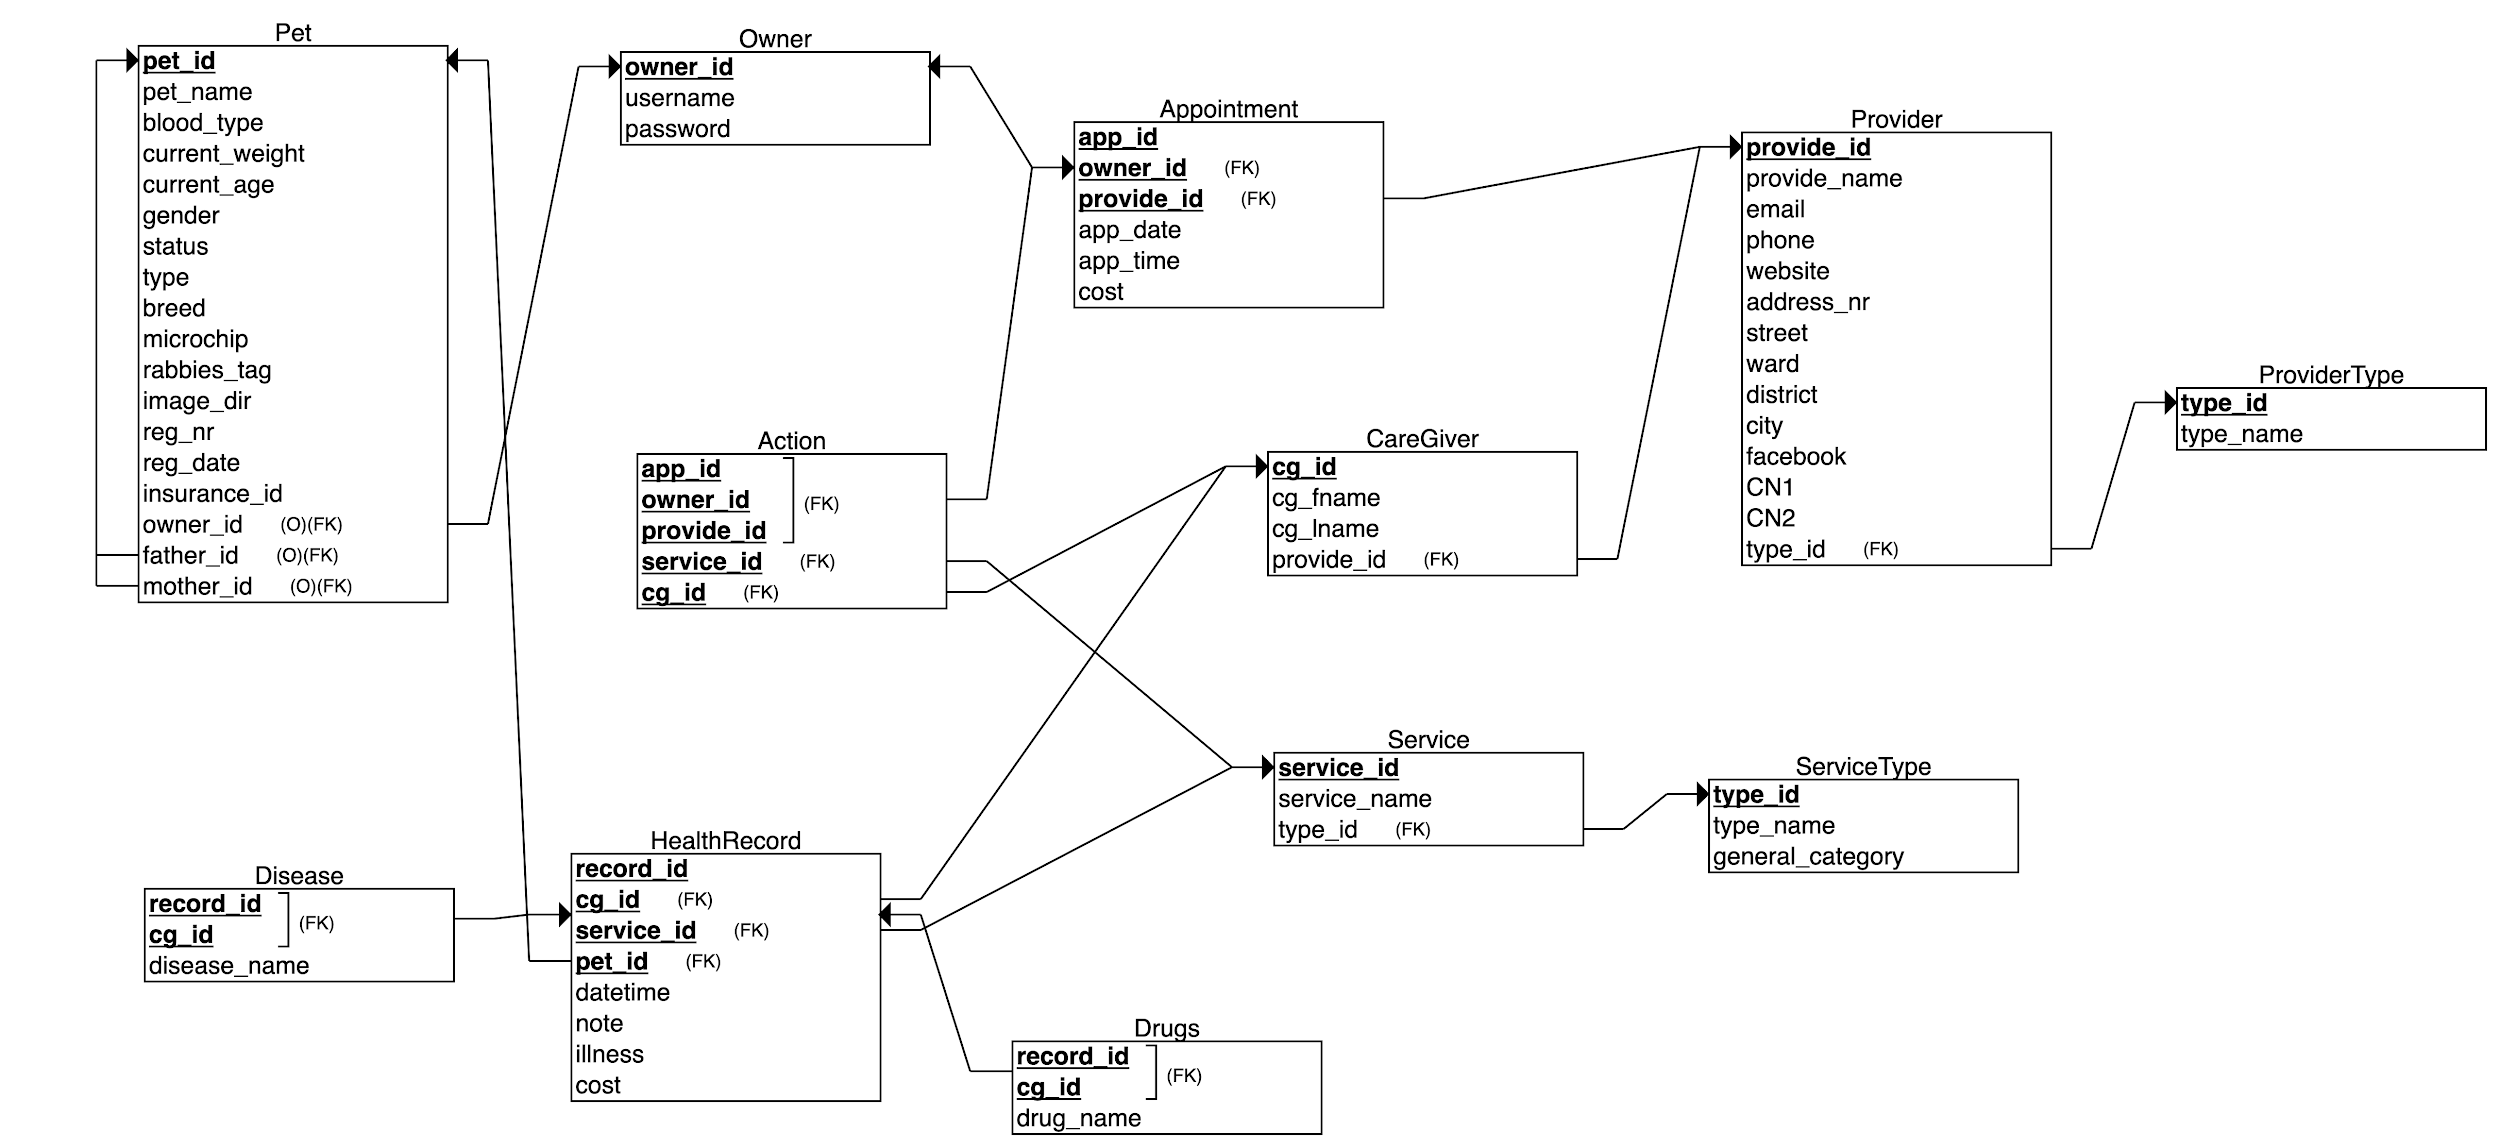 Pet
pet_id
pet_name
blood_type
current_weight
current_age
gender
status
type
breed
microchip
rabbies_tag
image_dir
reg_nr
reg_date
insurance_id
owner_id (O)(FK)
father_id (O)(FK)
mother_id (O)(FK)
Owner
owner_id
username
password
Appointment
app_id
owner_id (FK)
provide_id (FK)
app_date
app_time
cost
Provider
provide_id
provide_name
email
phone
website
address_nr
street
ward
district
city
facebook
CN1
CN2
type_id (FK)
ProviderType
type_id
type_name
Action
app_id
owner_id (FK)
provide_id
service_id (FK)
cg_id (FK)
CareGiver
cg_id
cg_fname
cg_lname
provide_id (FK)
Service
service_id
service_name
type_id (FK)
ServiceType
type_id
type_name
general_category
HealthRecord
record_id
cg_id (FK)
service_id (FK)
pet_id (FK)
datetime
note
illness
cost
Disease
record_id
(FK)
cg_id
disease_name
Drugs
record_id
(FK)
cg_id
drug_name